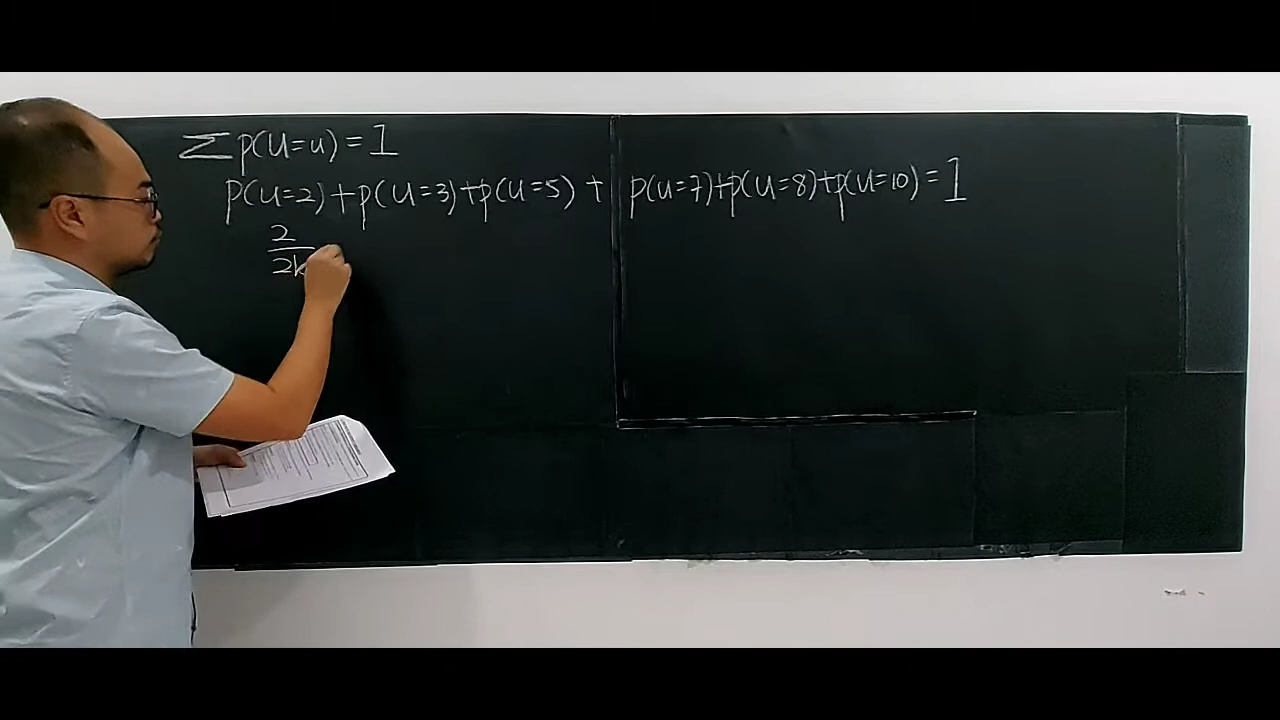 ∑ p(U=u) = 1
p(U=2)+p(U=3)+p(U=5) + p(U=7)+p(U=8)+p(U=10)=1
2
2k